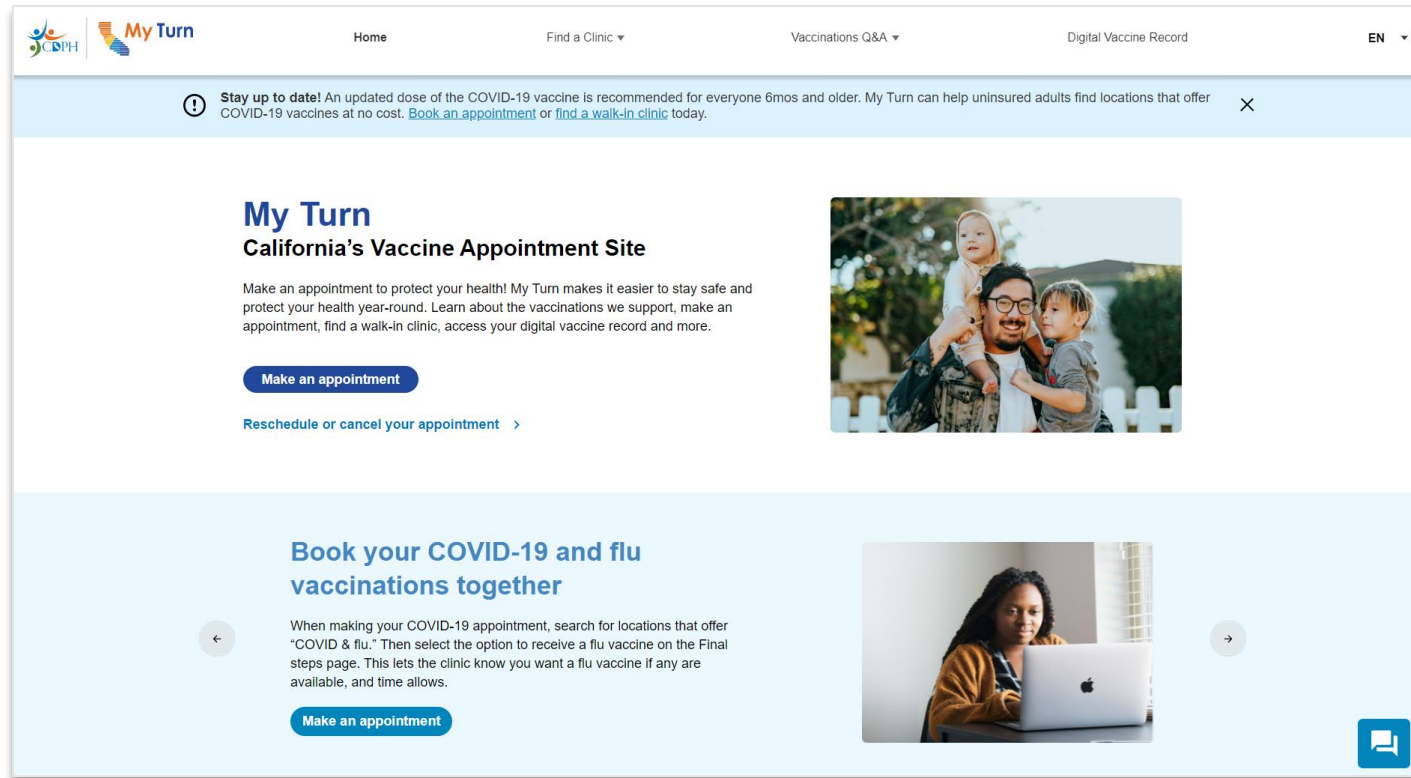 CDPH
My Turn
Home
Find a Clinic
Vaccinations Q&A
Digital Vaccine Record
EN
Stay up to date! An updated dose of the COVID-19 vaccine is recommended for everyone 6mos and older. My Turn can help uninsured adults find locations that offer
COVID-19 vaccines at no cost. Book an appointment or find a walk-in clinic today.
My Turn
California’s Vaccine Appointment Site
Make an appointment to protect your health! My Turn makes it easier to stay safe and
protect your health year-round. Learn about the vaccinations we support, make an
appointment, find a walk-in clinic, access your digital vaccine record and more.
Make an appointment
Reschedule or cancel your appointment
Book your COVID-19 and flu
vaccinations together
When making your COVID-19 appointment, search for locations that offer
“COVID & flu.” Then select the option to receive a flu vaccine on the Final
steps page. This lets the clinic know you want a flu vaccine if any are
available, and time allows.
Make an appointment